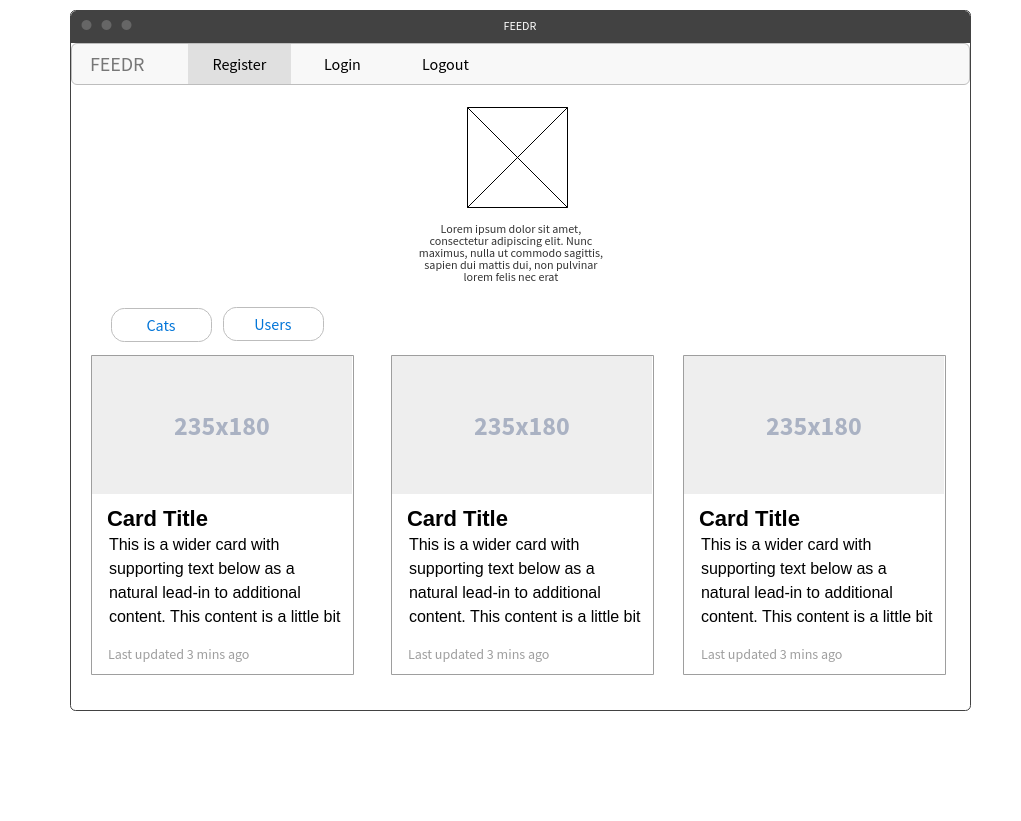 FEEDR
FEEDR Register Login Logout
Lorem ipsum dolor sit amet,
consectetur adipiscing elit. Nunc
maximus, nulla ut commodo sagittis,
sapien dui mattis dui, non pulvinar
lorem felis nec erat
Cats Users
235x180
Card Title
This is a wider card with
supporting text below as a
natural lead-in to additional
content. This content is a little bit
Last updated 3 mins ago
235x180
Card Title
This is a wider card with
supporting text below as a
natural lead-in to additional
content. This content is a little bit
Last updated 3 mins ago
235x180
Card Title
This is a wider card with
supporting text below as a
natural lead-in to additional
content. This content is a little bit
Last updated 3 mins ago